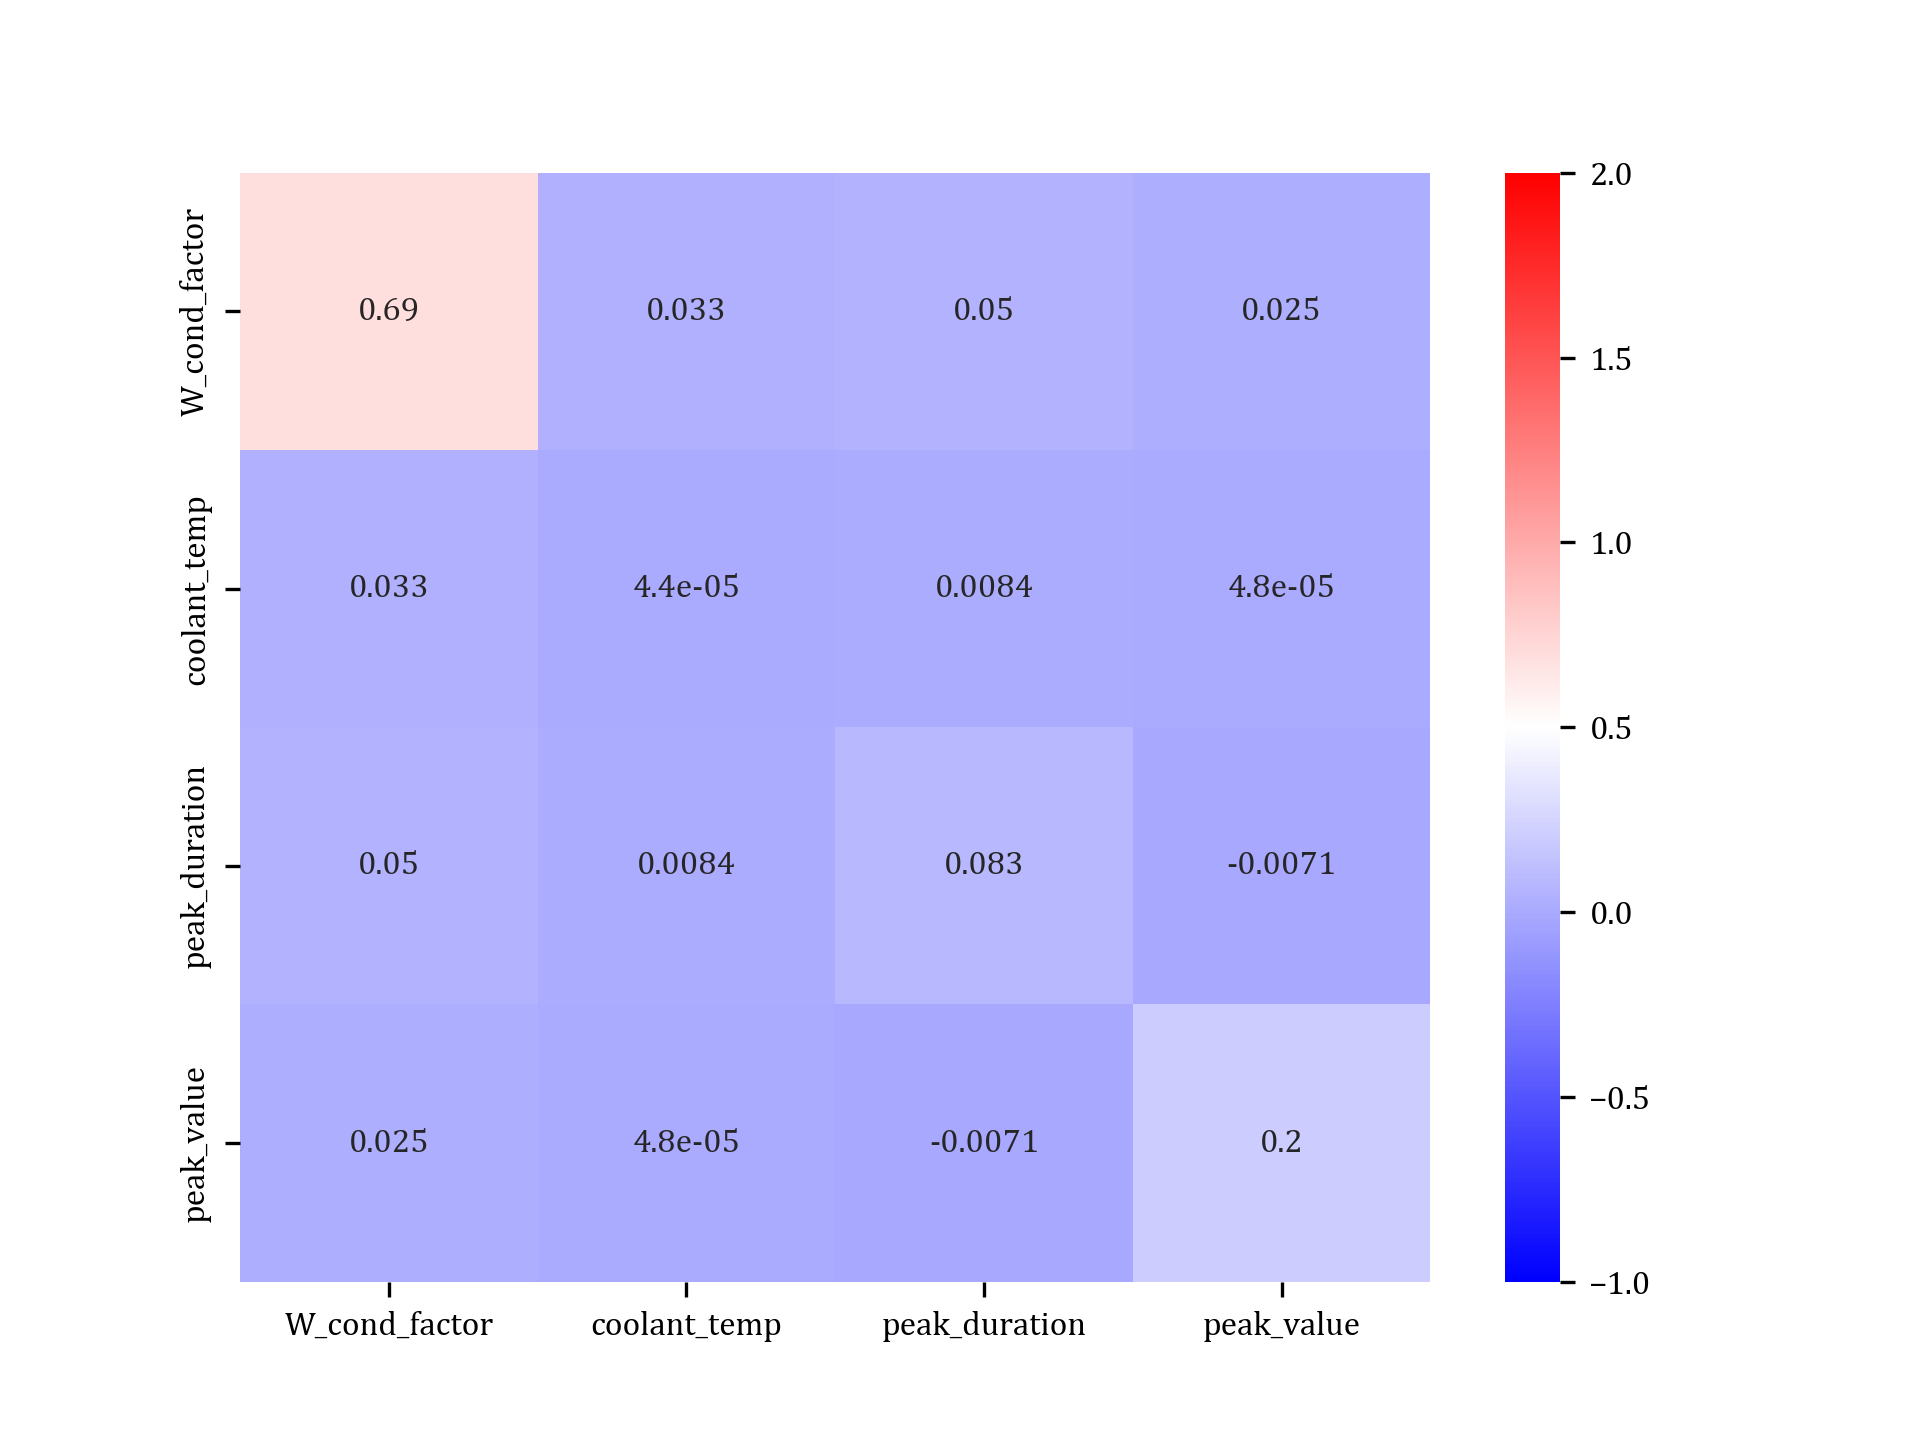 W_cond_factor 0.69 0.033 0.05 0.025
coolant_temp 0.033 4.4e-05 0.0084 4.8e-05
peak_duration 0.05 0.0084 0.083 -0.0071
peak_value 0.025 4.8e-05 -0.0071 0.2
W_cond_factor coolant_temp peak_duration peak_value
2.0
1.5
1.0
0.5
0.0
−0.5
−1.0